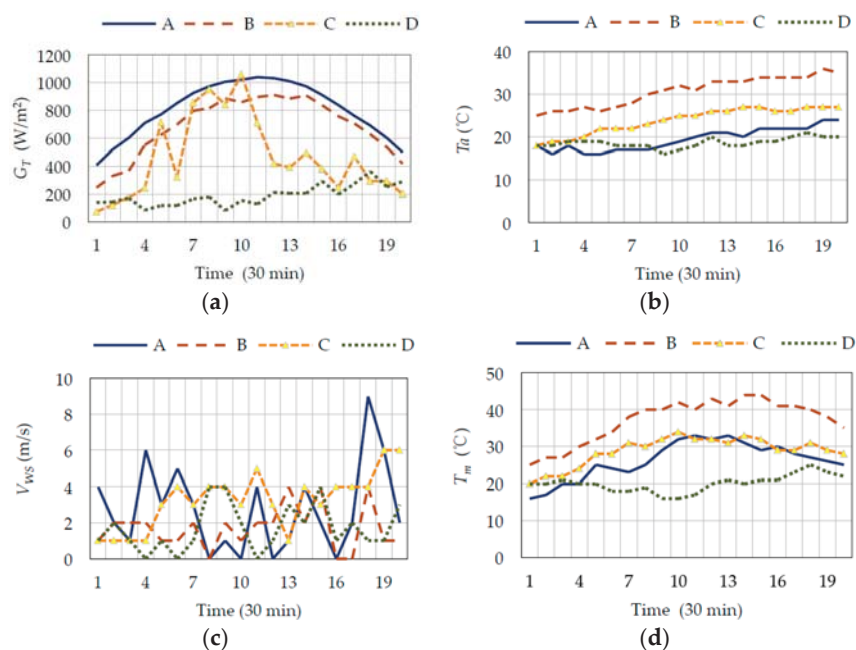 A B C D
1200
1000
800
600
400
200
0
G_T (W/m²)
1 4 7 10 13 16 19
Time (30 min)
(a)
A B C D
40
30
20
10
0
Ta (℃)
1 4 7 10 13 16 19
Time (30 min)
(b)
A B C D
10
8
6
4
2
0
V_WS (m/s)
1 4 7 10 13 16 19
Time (30 min)
(c)
A B C D
50
40
30
20
10
0
T_m (℃)
1 4 7 10 13 16 19
Time (30 min)
(d)